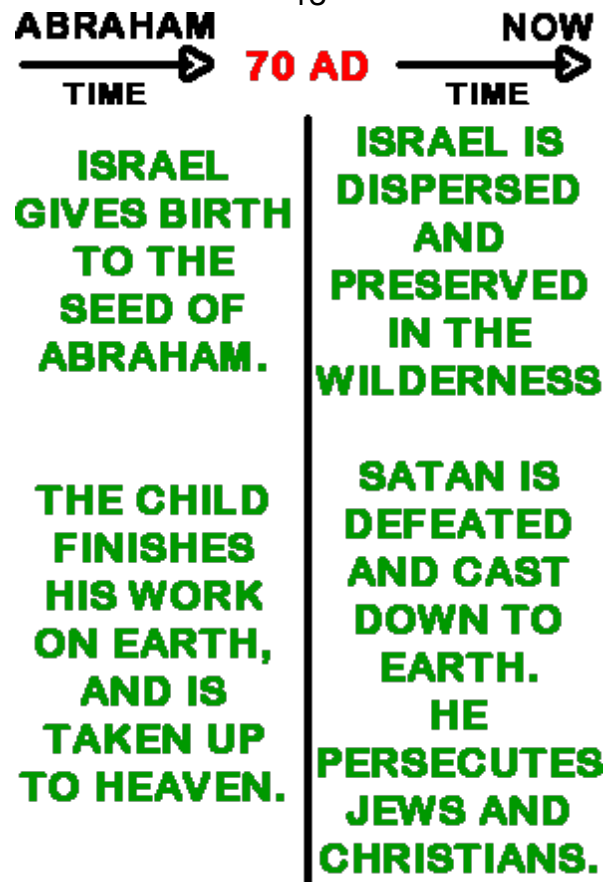 ABRAHAM
NOW
70 AD
TIME
TIME
ISRAEL
GIVES BIRTH
TO THE
SEED OF
ABRAHAM.
THE CHILD
FINISHES
HIS WORK
ON EARTH,
AND IS
TAKEN UP
TO HEAVEN.
ISRAEL IS
DISPERSED
AND
PRESERVED
IN THE
WILDERNESS
SATAN IS
DEFEATED
AND CAST
DOWN TO
EARTH.
HE
PERSECUTES
JEWS AND
CHRISTIANS.